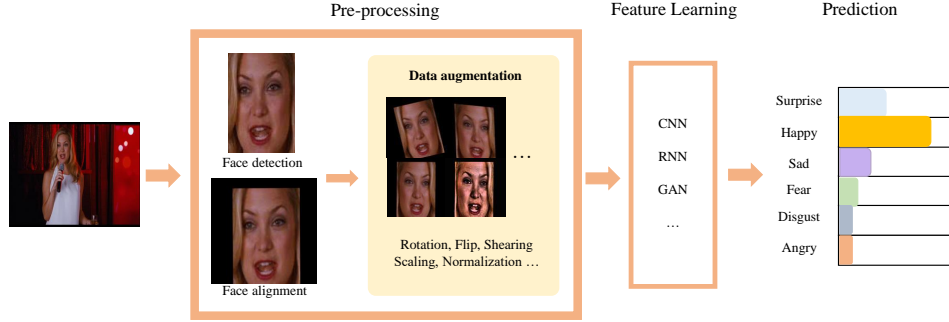 Pre-processing
Feature Learning
Prediction
Data augmentation
Face detection
Face alignment
...
Rotation, Flip, Shearing
Scaling, Normalization ...
CNN
RNN
GAN
...
Surprise
Happy
Sad
Fear
Disgust
Angry